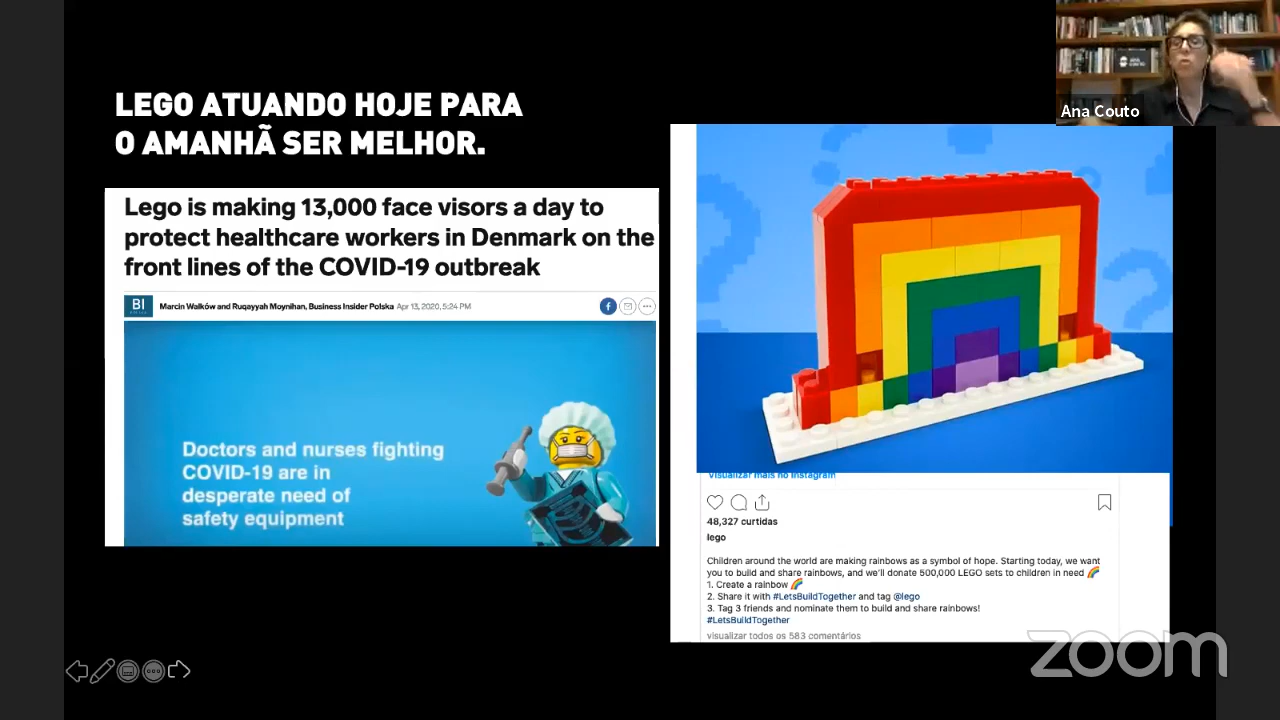 LEGO ATUANDO HOJE PARA
O AMANHÃ SER MELHOR.
Lego is making 13,000 face visors a day to
protect healthcare workers in Denmark on the
front lines of the COVID-19 outbreak
BI
Marcin Walków and Ruqayyah Moynihan, Business Insider Polska Apr 13, 2020, 5:24 PM
Doctors and nurses fighting
COVID-19 are in
desperate need of
safety equipment
Ana Couto
Visualizar mais no Instagram
48,327 curtidas
lego
Children around the world are making rainbows as a symbol of hope. Starting today, we want
you to build and share rainbows, and we'll donate 500,000 LEGO sets to children in need 🌈
1. Create a rainbow 🌈
2. Share it with #LetsBuildTogether and tag @lego
3. Tag 3 friends and nominate them to build and share rainbows!
#LetsBuildTogether
visualizar todos os 583 comentários
zoom